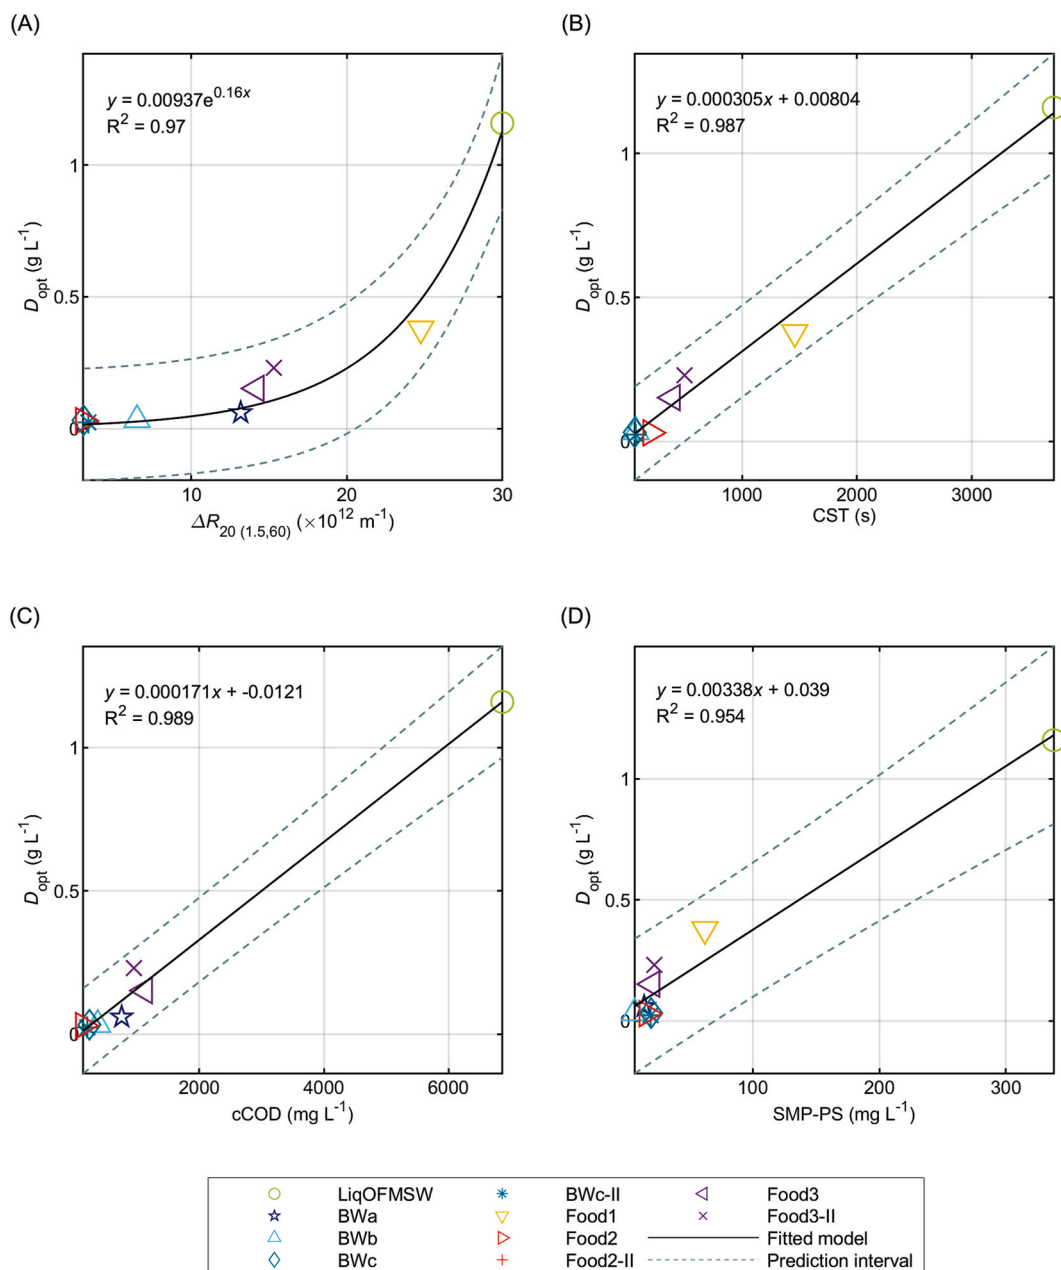 (A)
(B)
y = 0.00937e^0.16x
R² = 0.97
y = 0.000305x + 0.00804
R² = 0.987
1
0.5
0
D_opt (g L⁻¹)
10
20
30
ΔR_20 (1.5,60) (×10¹² m⁻¹)
1
0.5
0
D_opt (g L⁻¹)
1000
2000
3000
CST (s)
(C)
(D)
y = 0.000171x + -0.0121
R² = 0.989
y = 0.00338x + 0.039
R² = 0.954
1
0.5
0
D_opt (g L⁻¹)
2000
4000
6000
cCOD (mg L⁻¹)
1
0.5
0
D_opt (g L⁻¹)
100
200
300
SMP-PS (mg L⁻¹)
LiqOFMSW
BWa
BWb
BWc
BWc-II
Food1
Food2
Food2-II
Food3
Food3-II
Fitted model
Prediction interval